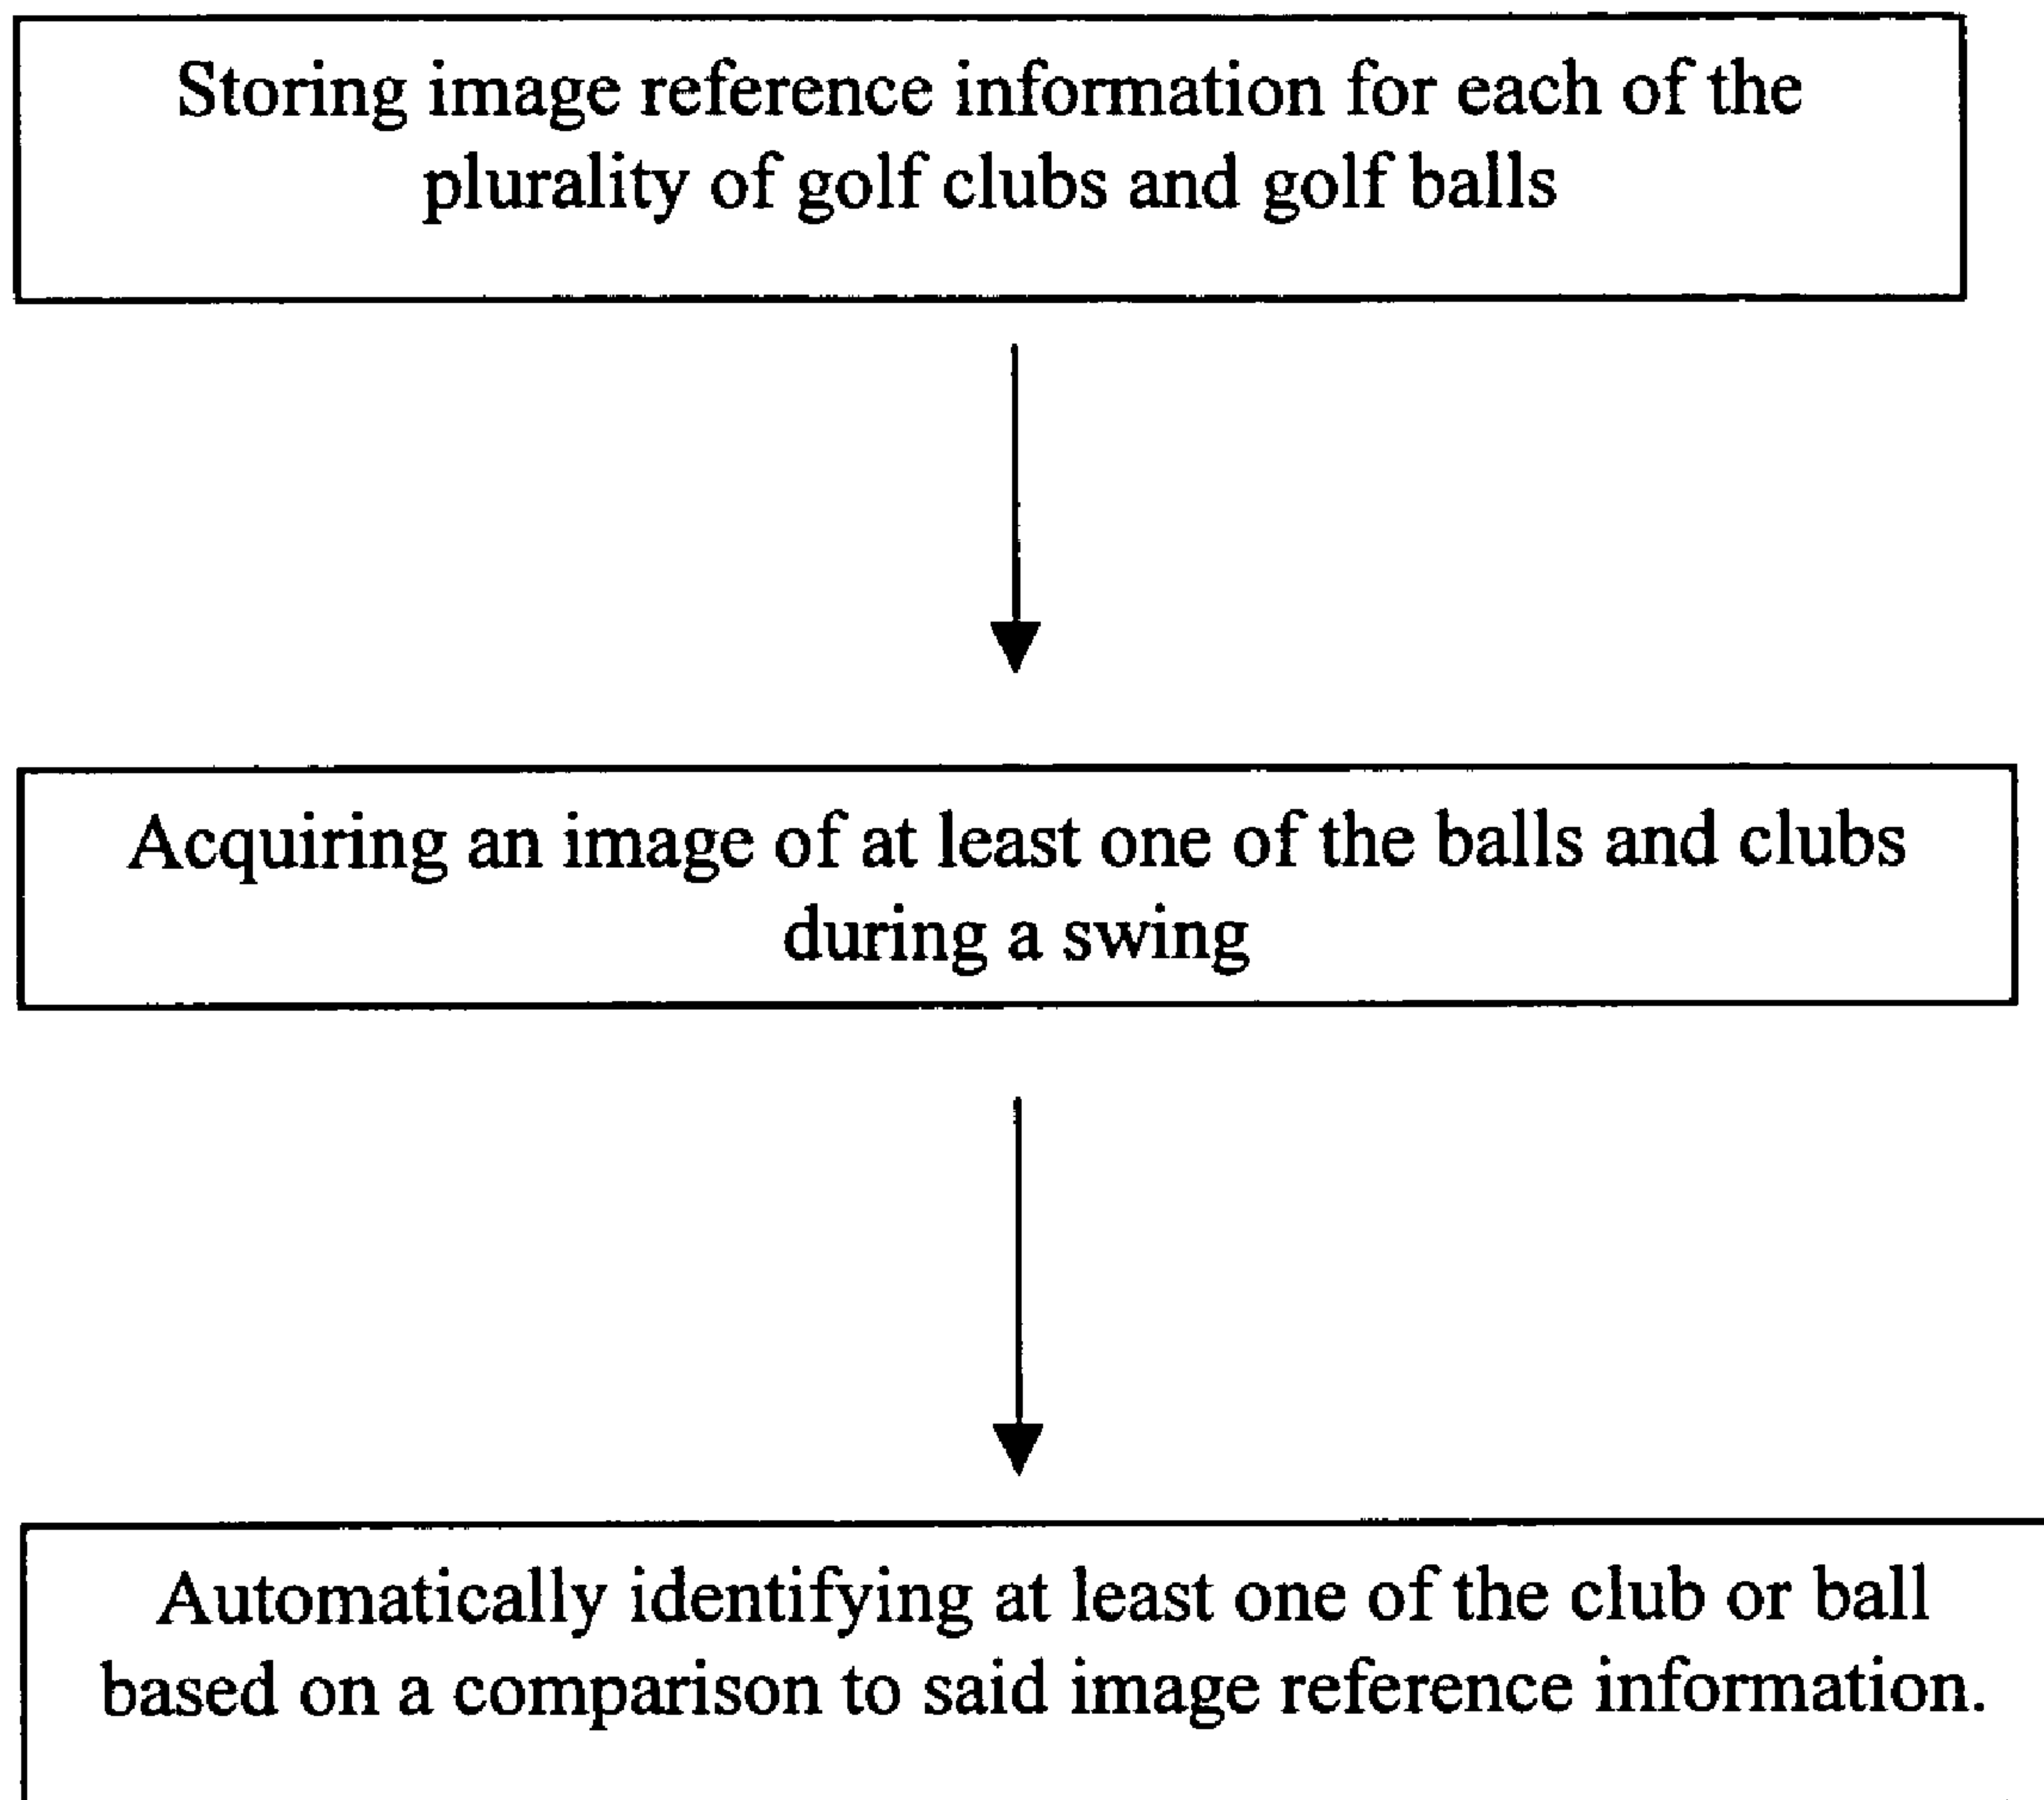 Storing image reference information for each of the
plurality of golf clubs and golf balls
Acquiring an image of at least one of the balls and clubs
during a swing
Automatically identifying at least one of the club or ball
based on a comparison to said image reference information.